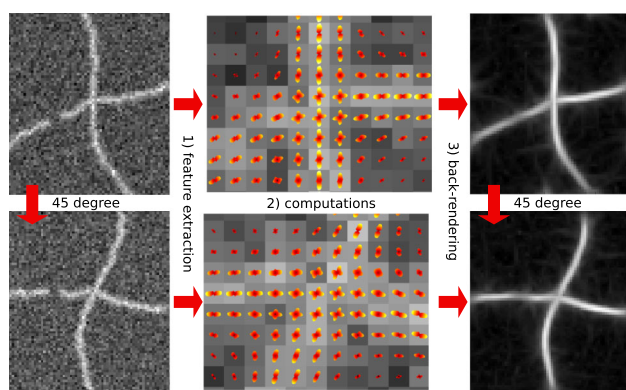 1) feature extraction
3) back-rendering
45 degree
2) computations
45 degree